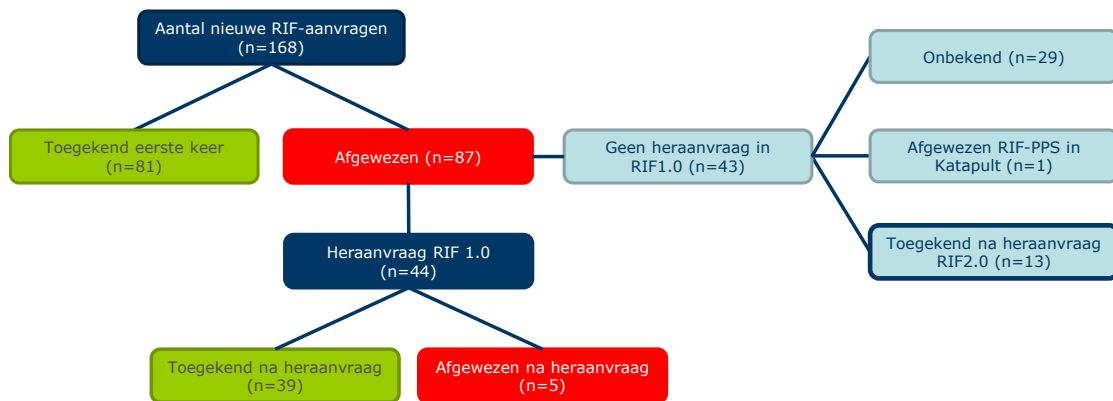 Aantal nieuwe RIF-aanvragen
(n=168)
Onbekend (n=29)
Toegekend eerste keer
(n=81)
Afgewezen (n=87)
Geen heraanvraag in
RIF1.0 (n=43)
Afgewezen RIF-PPS in
Katapult (n=1)
Heraanvraag RIF 1.0
(n=44)
Toegekend na heraanvraag
RIF2.0 (n=13)
Toegekend na heraanvraag
(n=39)
Afgewezen na heraanvraag
(n=5)